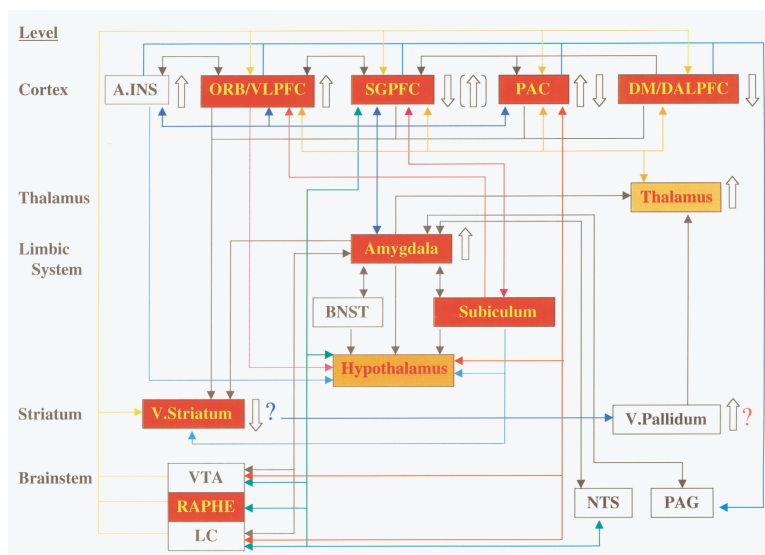 Level
Cortex
A.INS
ORB/VLPFC
SGPFC
PAC
DM/DALPFC
Thalamus
Thalamus
Limbic
System
Amygdala
BNST
Subiculum
Hypothalamus
Striatum
V.Striatum
?
V.Pallidum
?
Brainstem
VTA
RAPHE
LC
NTS
PAG